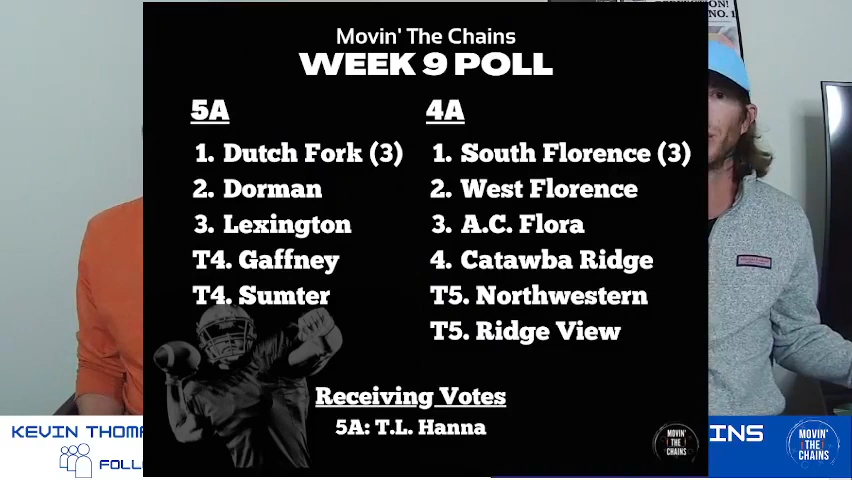 Movin' The Chains
WEEK 9 POLL
5A
1. Dutch Fork (3)
2. Dorman
3. Lexington
T4. Gaffney
T4. Sumter
4A
1. South Florence (3)
2. West Florence
3. A.C. Flora
4. Catawba Ridge
T5. Northwestern
T5. Ridge View
Receiving Votes
5A: T.L. Hanna
MOVIN'
THE
CHAINS
NO. 1
KEVIN
FOLL
INS
MOVIN'
THE
CHAINS